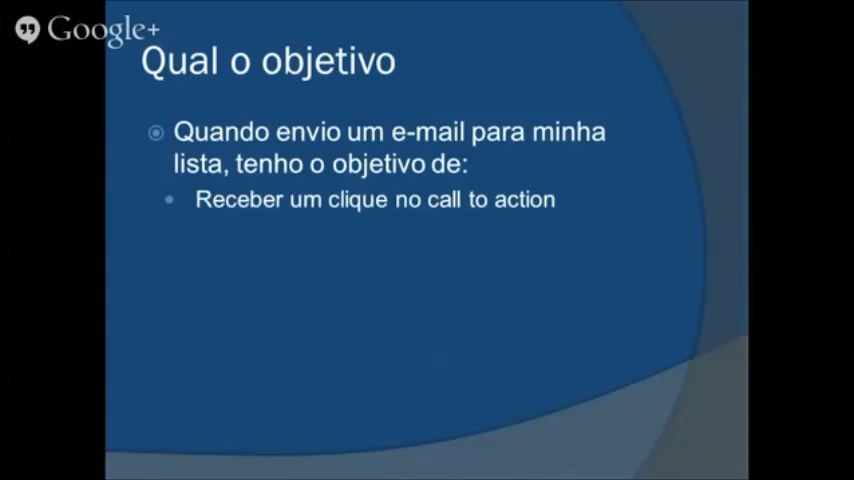 Google+
Qual o objetivo
Quando envio um e-mail para minha
lista, tenho o objetivo de:
Receber um clique no call to action